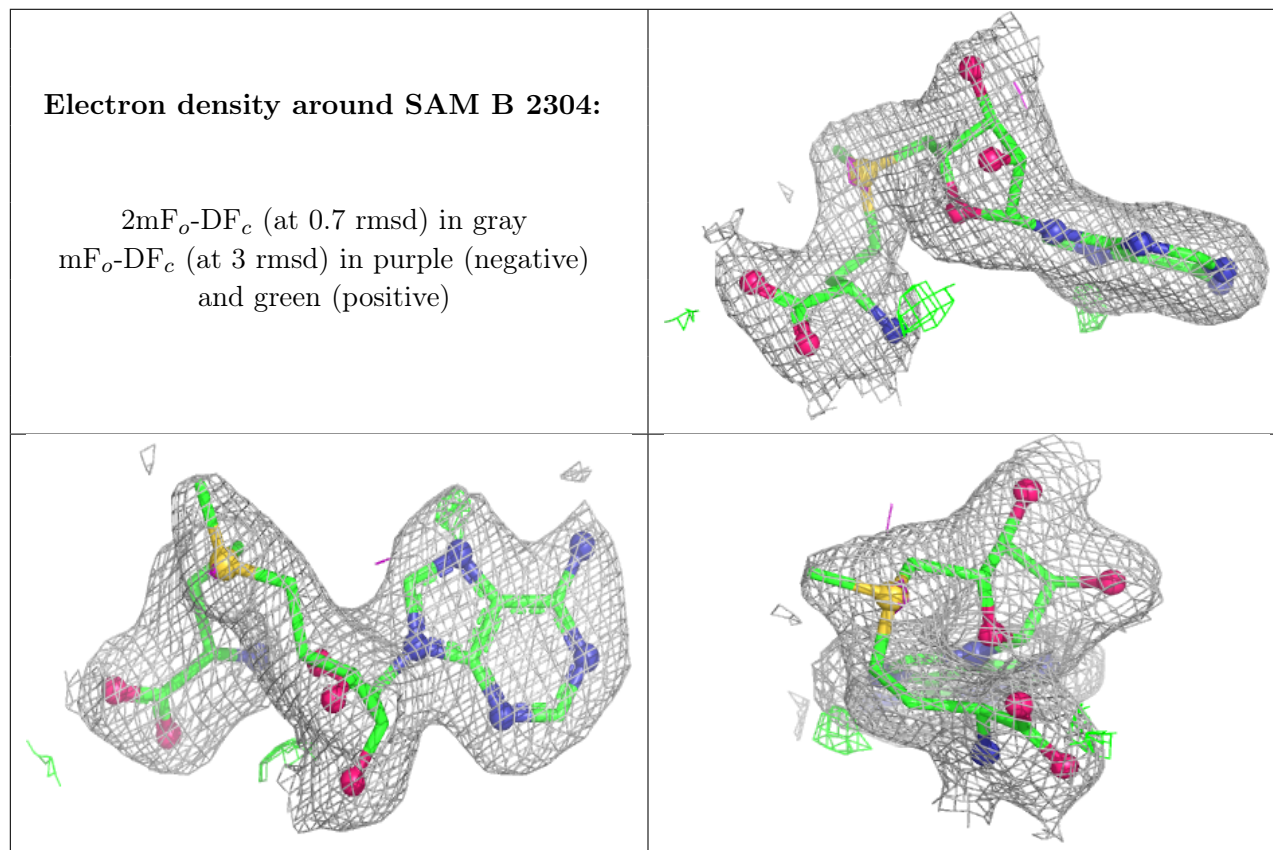 Electron density around SAM B 2304:
2mFo-DFc (at 0.7 rmsd) in gray
mFo-DFc (at 3 rmsd) in purple (negative)
and green (positive)